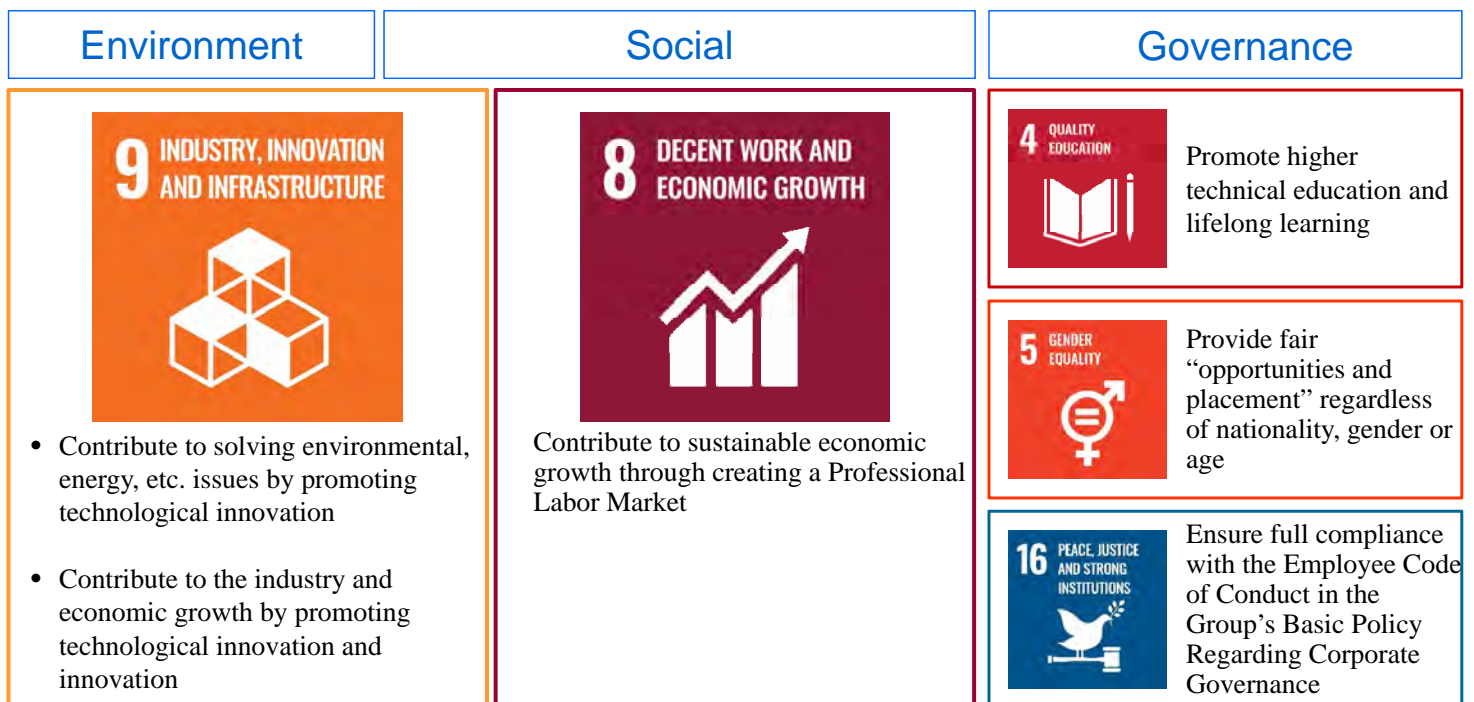 Environment
Social
Governance
9 INDUSTRY, INNOVATION
AND INFRASTRUCTURE
• Contribute to solving environmental,
energy, etc. issues by promoting
technological innovation
• Contribute to the industry and
economic growth by promoting
technological innovation and
innovation
8 DECENT WORK AND
ECONOMIC GROWTH
Contribute to sustainable economic
growth through creating a Professional
Labor Market
4 QUALITY
EDUCATION
Promote higher
technical education and
lifelong learning
5 GENDER
EQUALITY
Provide fair
“opportunities and
placement” regardless
of nationality, gender or
age
16 PEACE, JUSTICE
AND STRONG
INSTITUTIONS
Ensure full compliance
with the Employee Code
of Conduct in the
Group’s Basic Policy
Regarding Corporate
Governance